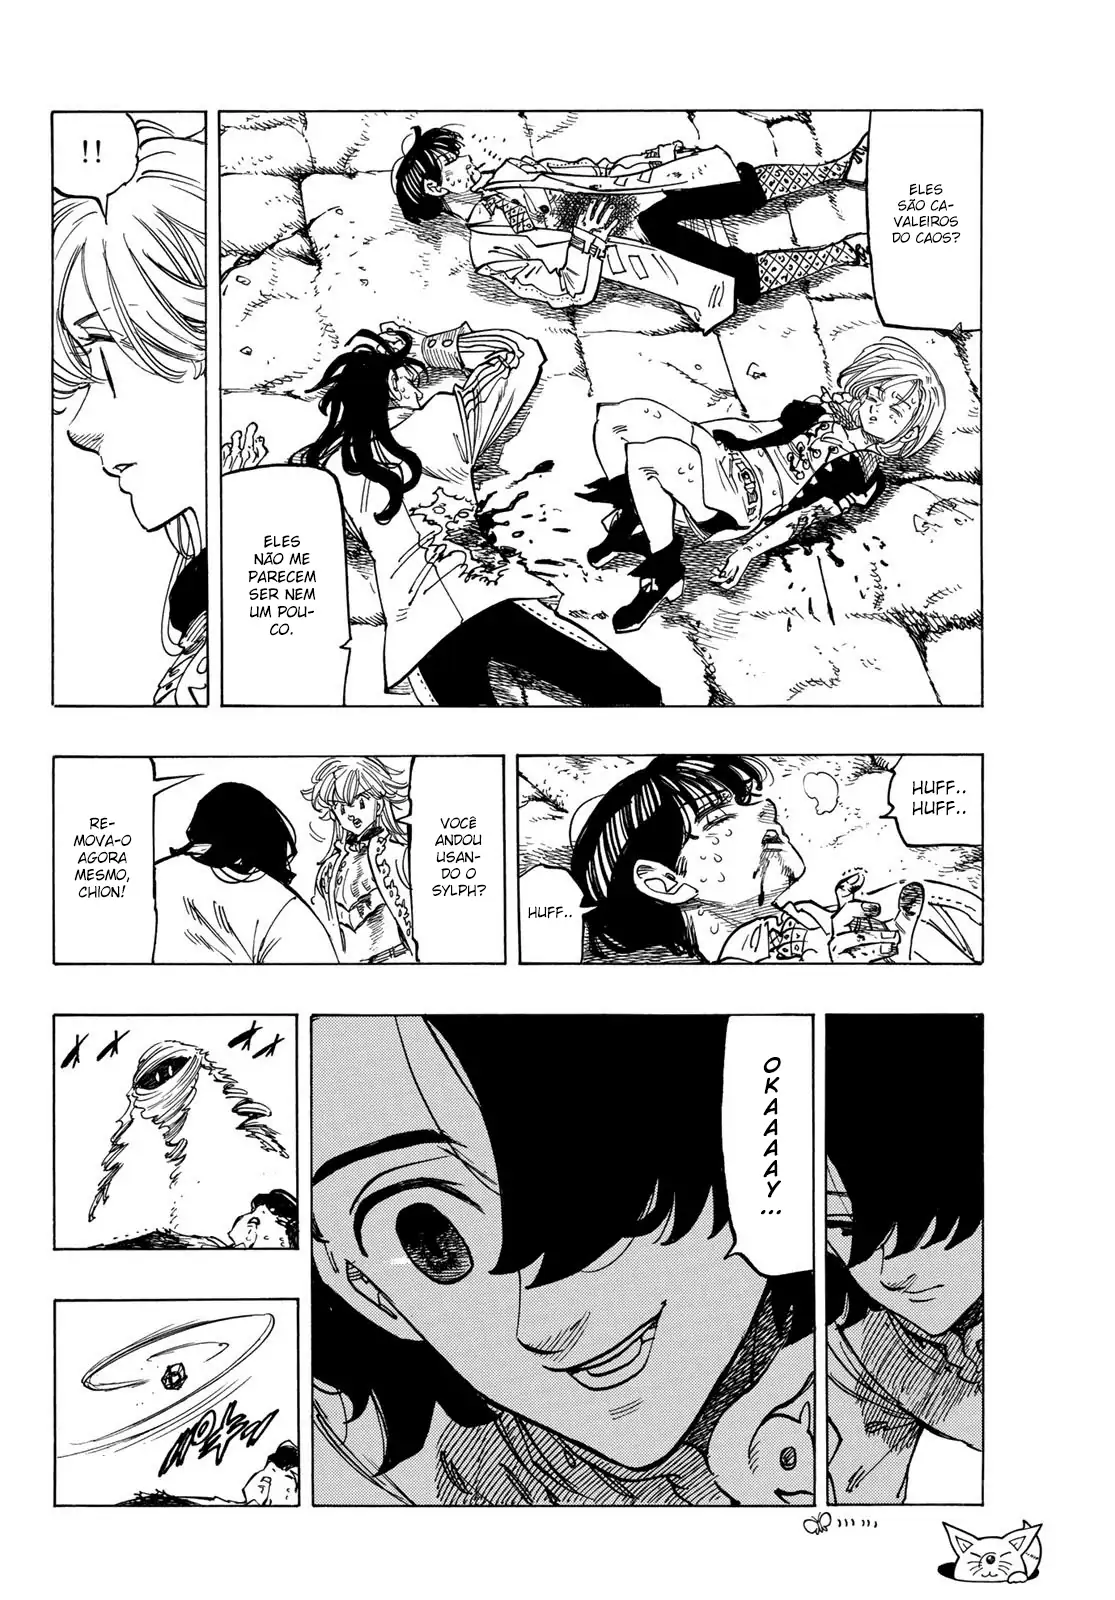 ELES
SÃO CA-
VALEIROS
DO CAOS?
ELES
NÃO ME
PARECEM
SER NEM
UM POU-
CO.
!!
HUFF..
HUFF..
HUFF..
VOCÊ
ANDOU
USAN-
DO O
SYLPH?
RE-
MOVA-O
AGORA
MESMO,
CHION!
OKAAAAY...